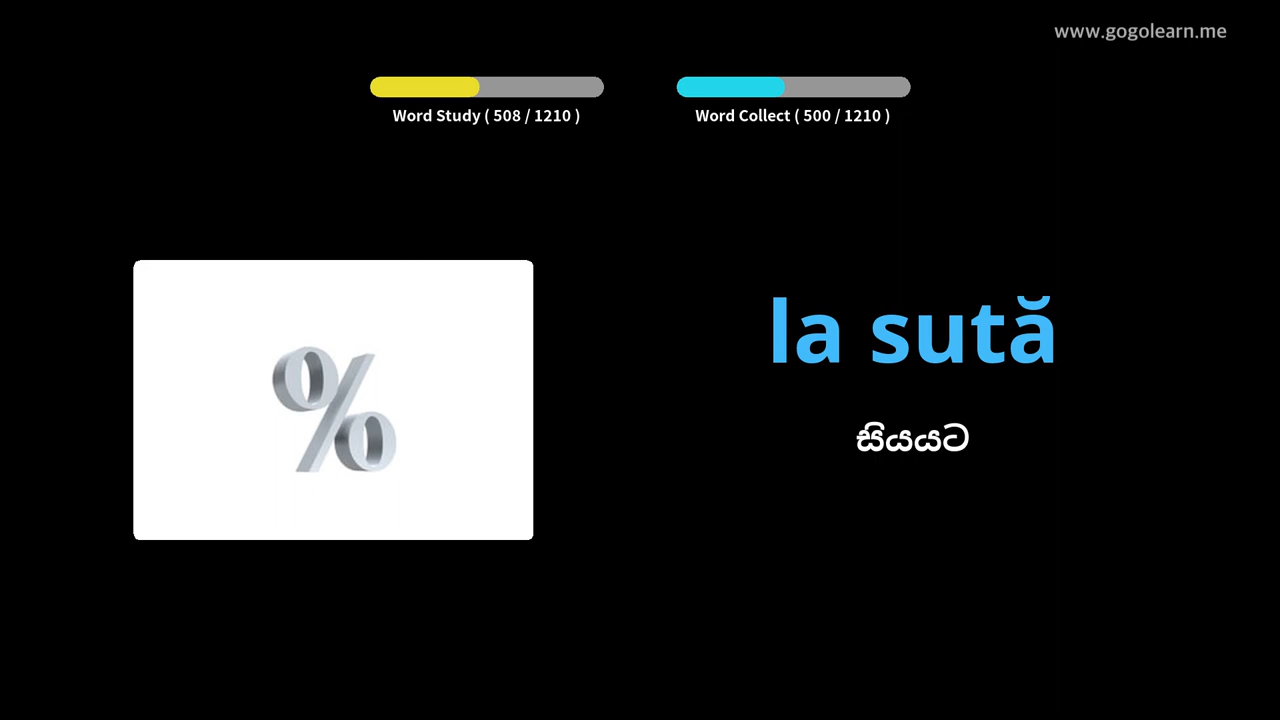 www.gogolearn.me
Word Study ( 508 / 1210 )
Word Collect ( 500 / 1210 )
%
la sută
සියයට